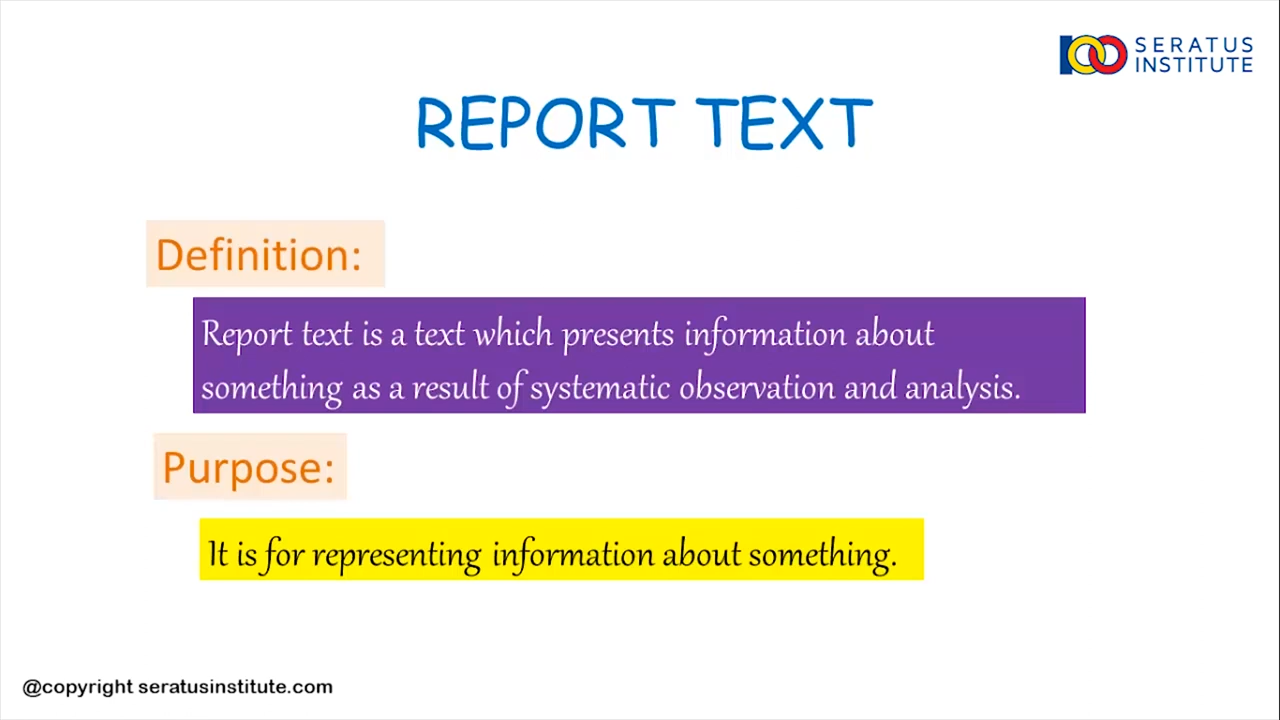 SERATUS
INSTITUTE
REPORT TEXT
Definition:
Report text is a text which presents information about
something as a result of systematic observation and analysis.
Purpose:
It is for representing information about something.
@copyright seratusinstitute.com